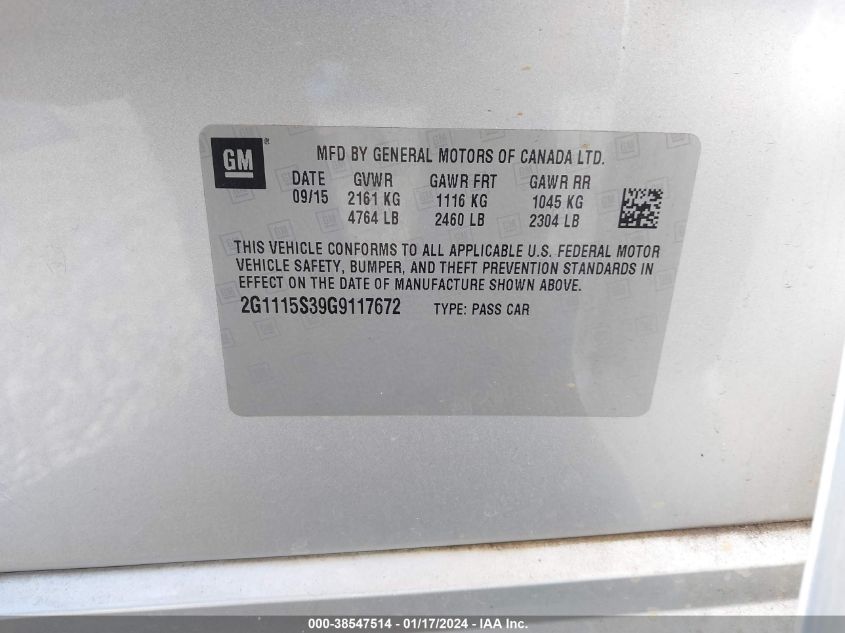 GM®
MFD BY GENERAL MOTORS OF CANADA LTD.
DATE GVWR GAWR FRT GAWR RR
09/15 2161 KG 1116 KG 1045 KG
4764 LB 2460 LB 2304 LB
THIS VEHICLE CONFORMS TO ALL APPLICABLE U.S. FEDERAL MOTOR
VEHICLE SAFETY, BUMPER, AND THEFT PREVENTION STANDARDS IN
EFFECT ON THE DATE OF MANUFACTURE SHOWN ABOVE.
2G1115S39G9117672 TYPE: PASS CAR
000-38547514 - 01/17/2024 - IAA Inc.